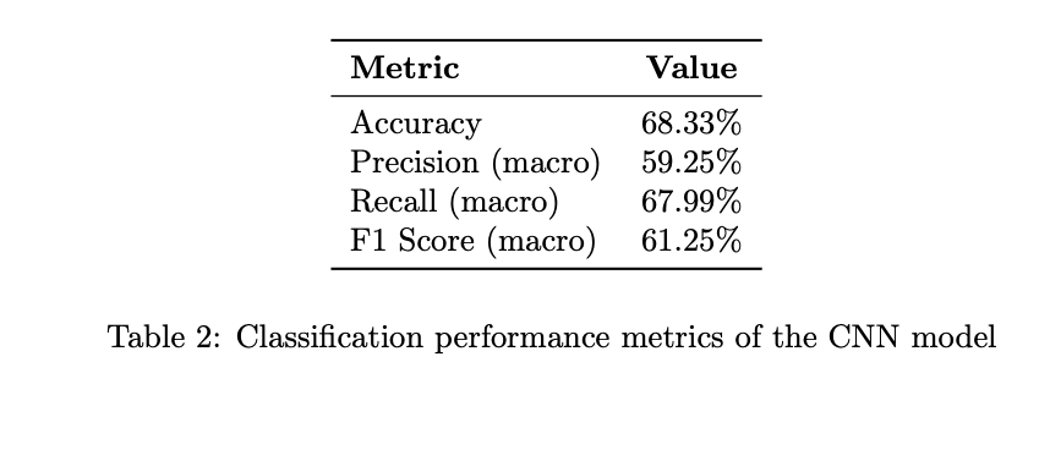 Metric Value
Accuracy 68.33%
Precision (macro) 59.25%
Recall (macro) 67.99%
F1 Score (macro) 61.25%
Table 2: Classification performance metrics of the CNN model